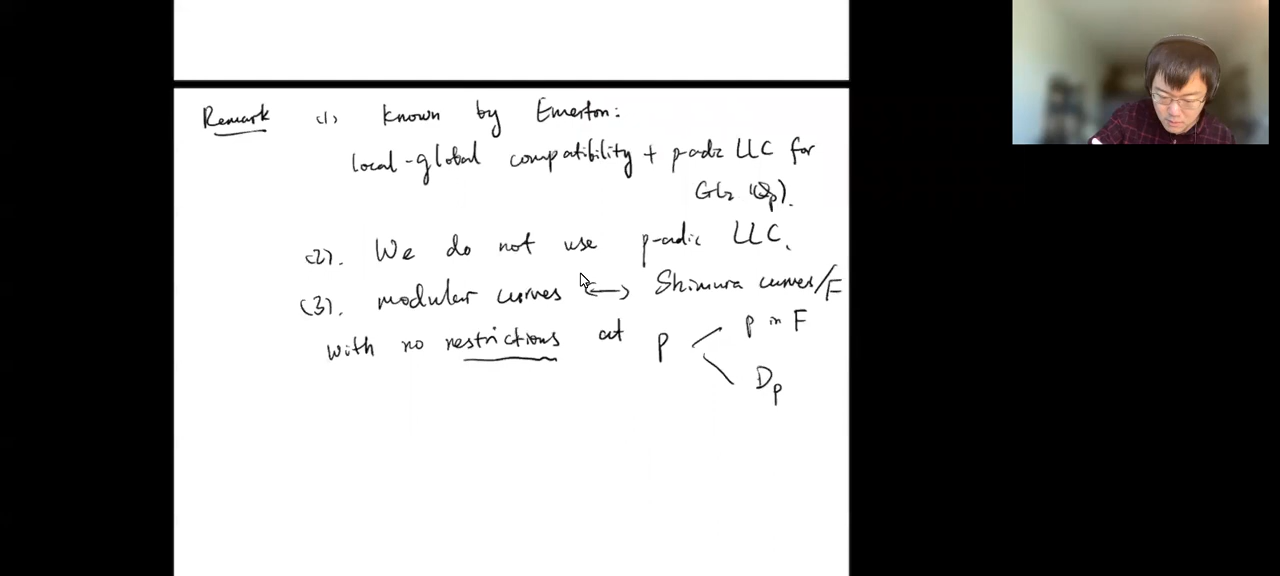 Remark (1) Known by Emerton:
local-global compatibility + p-adic LLC for
GL₂(ℚₚ).
(2). We do not use p-adic LLC.
(3). modular curves ⟷ Shimura curves/F
with no restrictions at p < p in F
Dₚ